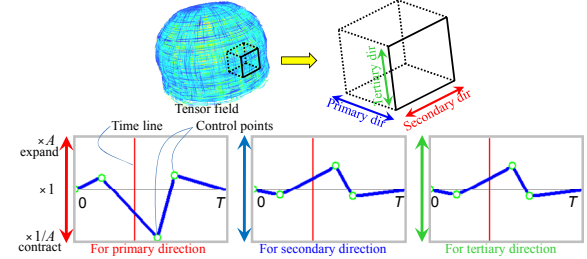 Tensor field
Primary dir
Tertiary dir
Secondary dir
Time line
Control points
×A
expand
×1
×1/A
contract
0
T
0
T
0
T
For primary direction
For secondary direction
For tertiary direction